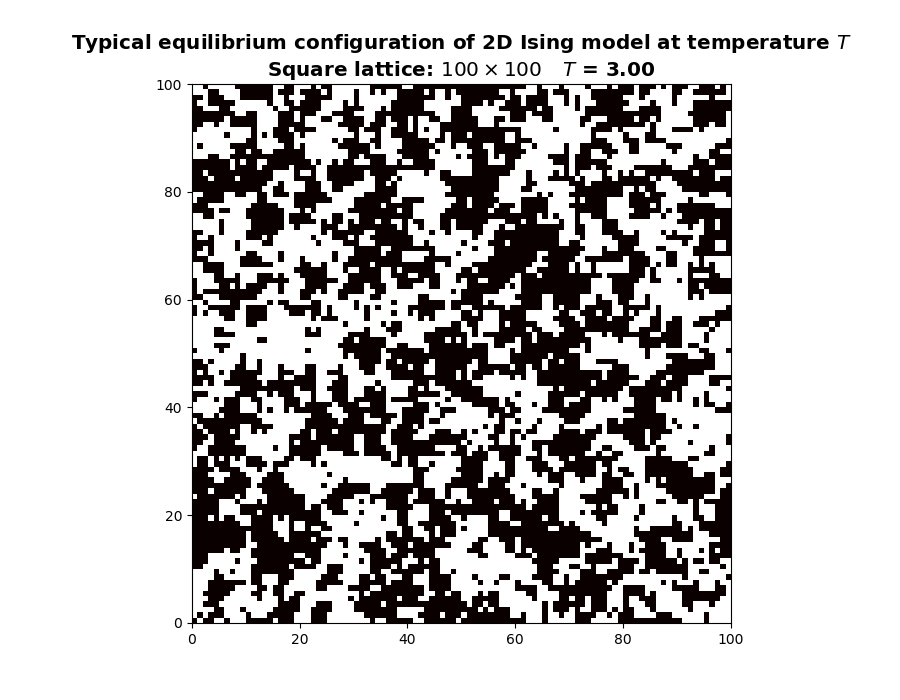 Typical equilibrium configuration of 2D Ising model at temperature T
Square lattice: 100 × 100 T = 3.00
100
80
60
40
20
0
0 20 40 60 80 100